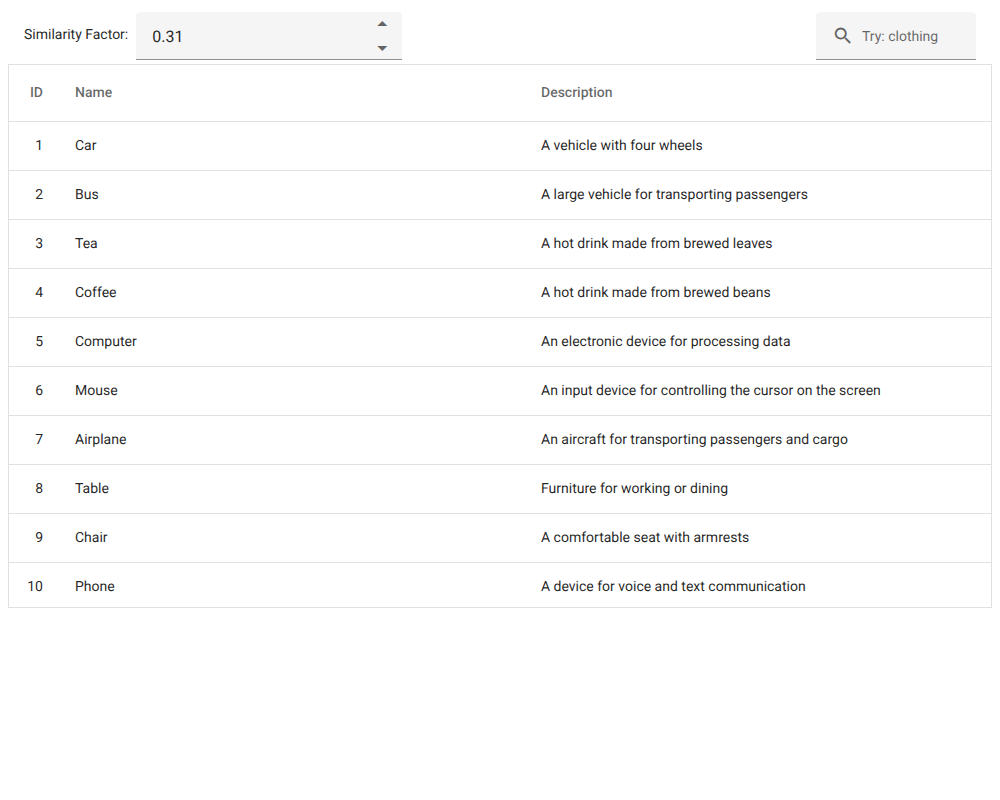 Similarity Factor: 0.31 Try: clothing
ID Name Description
1 Car A vehicle with four wheels
2 Bus A large vehicle for transporting passengers
3 Tea A hot drink made from brewed leaves
4 Coffee A hot drink made from brewed beans
5 Computer An electronic device for processing data
6 Mouse An input device for controlling the cursor on the screen
7 Airplane An aircraft for transporting passengers and cargo
8 Table Furniture for working or dining
9 Chair A comfortable seat with armrests
10 Phone A device for voice and text communication